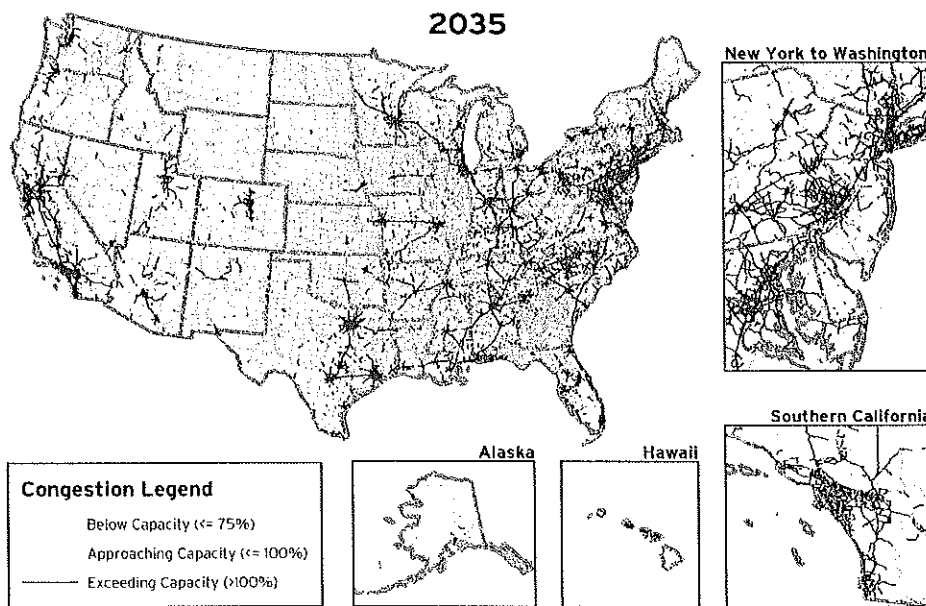 2035
New York to Washington
Southern California
Alaska
Hawaii
Congestion Legend
Below Capacity (<= 75%)
Approaching Capacity (<= 100%)
Exceeding Capacity (>100%)